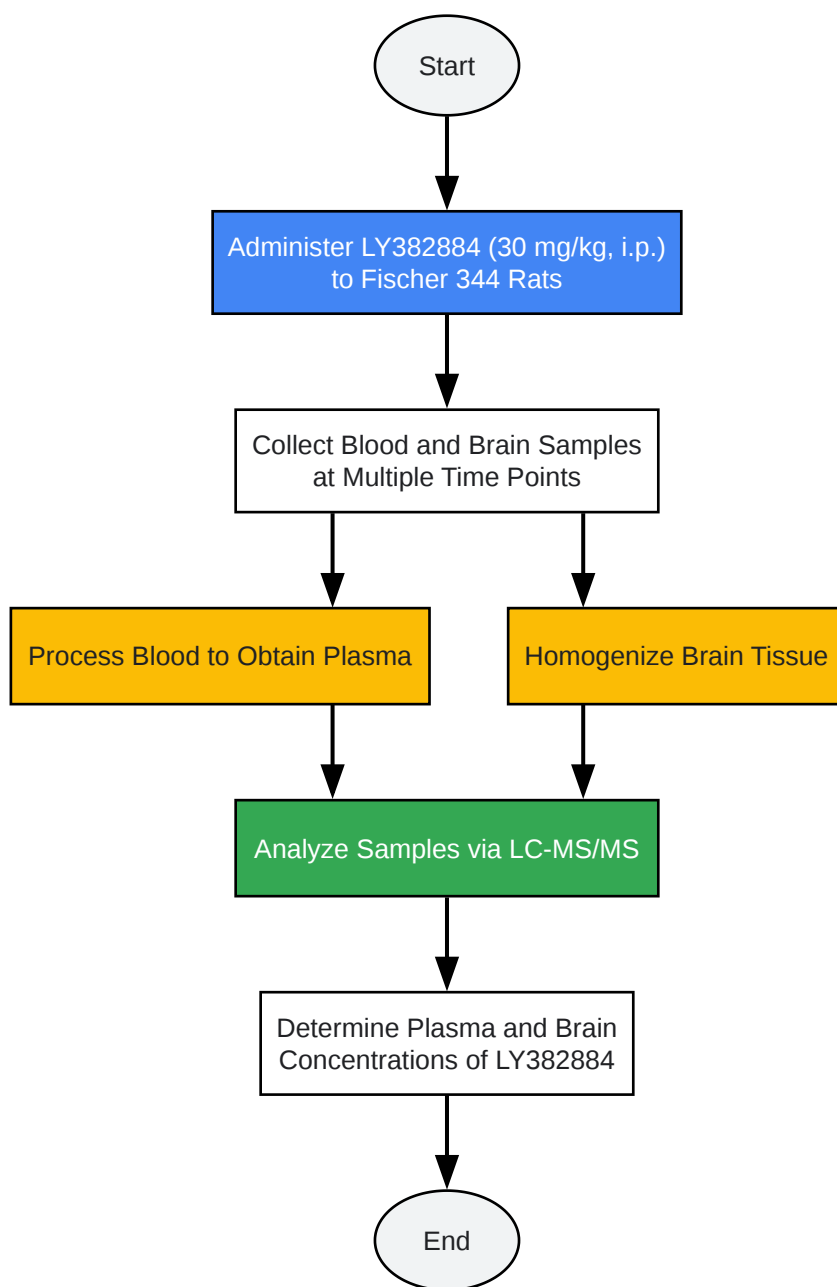 Start
Administer LY382884 (30 mg/kg, i.p.)
to Fischer 344 Rats
Collect Blood and Brain Samples
at Multiple Time Points
Process Blood to Obtain Plasma
Homogenize Brain Tissue
Analyze Samples via LC-MS/MS
Determine Plasma and Brain
Concentrations of LY382884
End